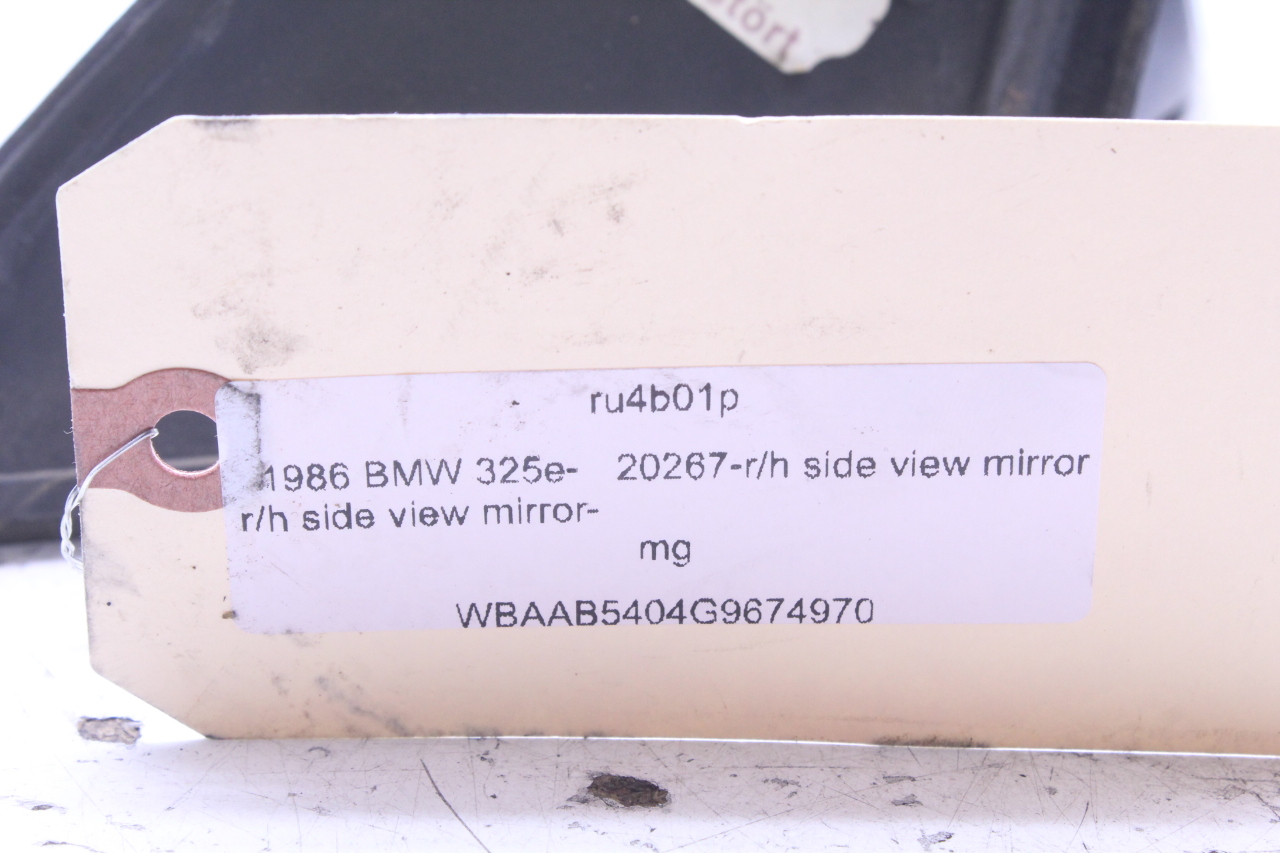 stört
ru4b01p
1986 BMW 325e- 20267-r/h side view mirror
r/h side view mirror-
mg
WBAAB5404G9674970